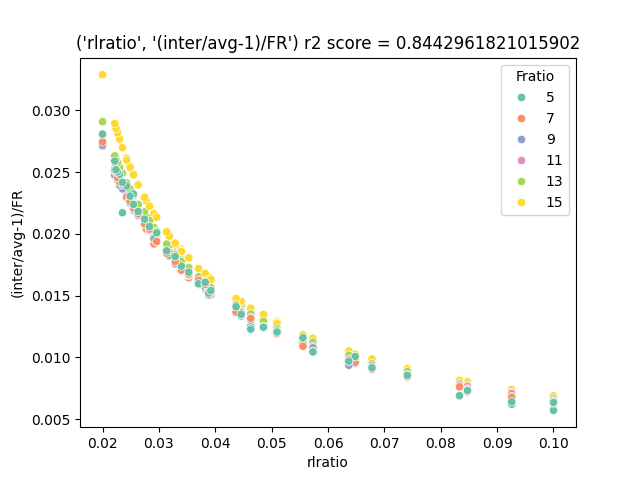 ('rlratio', '(inter/avg-1)/FR') r2 score = 0.8442961821015902
Fratio
5
7
9
11
13
15
(inter/avg-1)/FR
0.030
0.025
0.020
0.015
0.010
0.005
0.02 0.03 0.04 0.05 0.06 0.07 0.08 0.09 0.10
rlratio